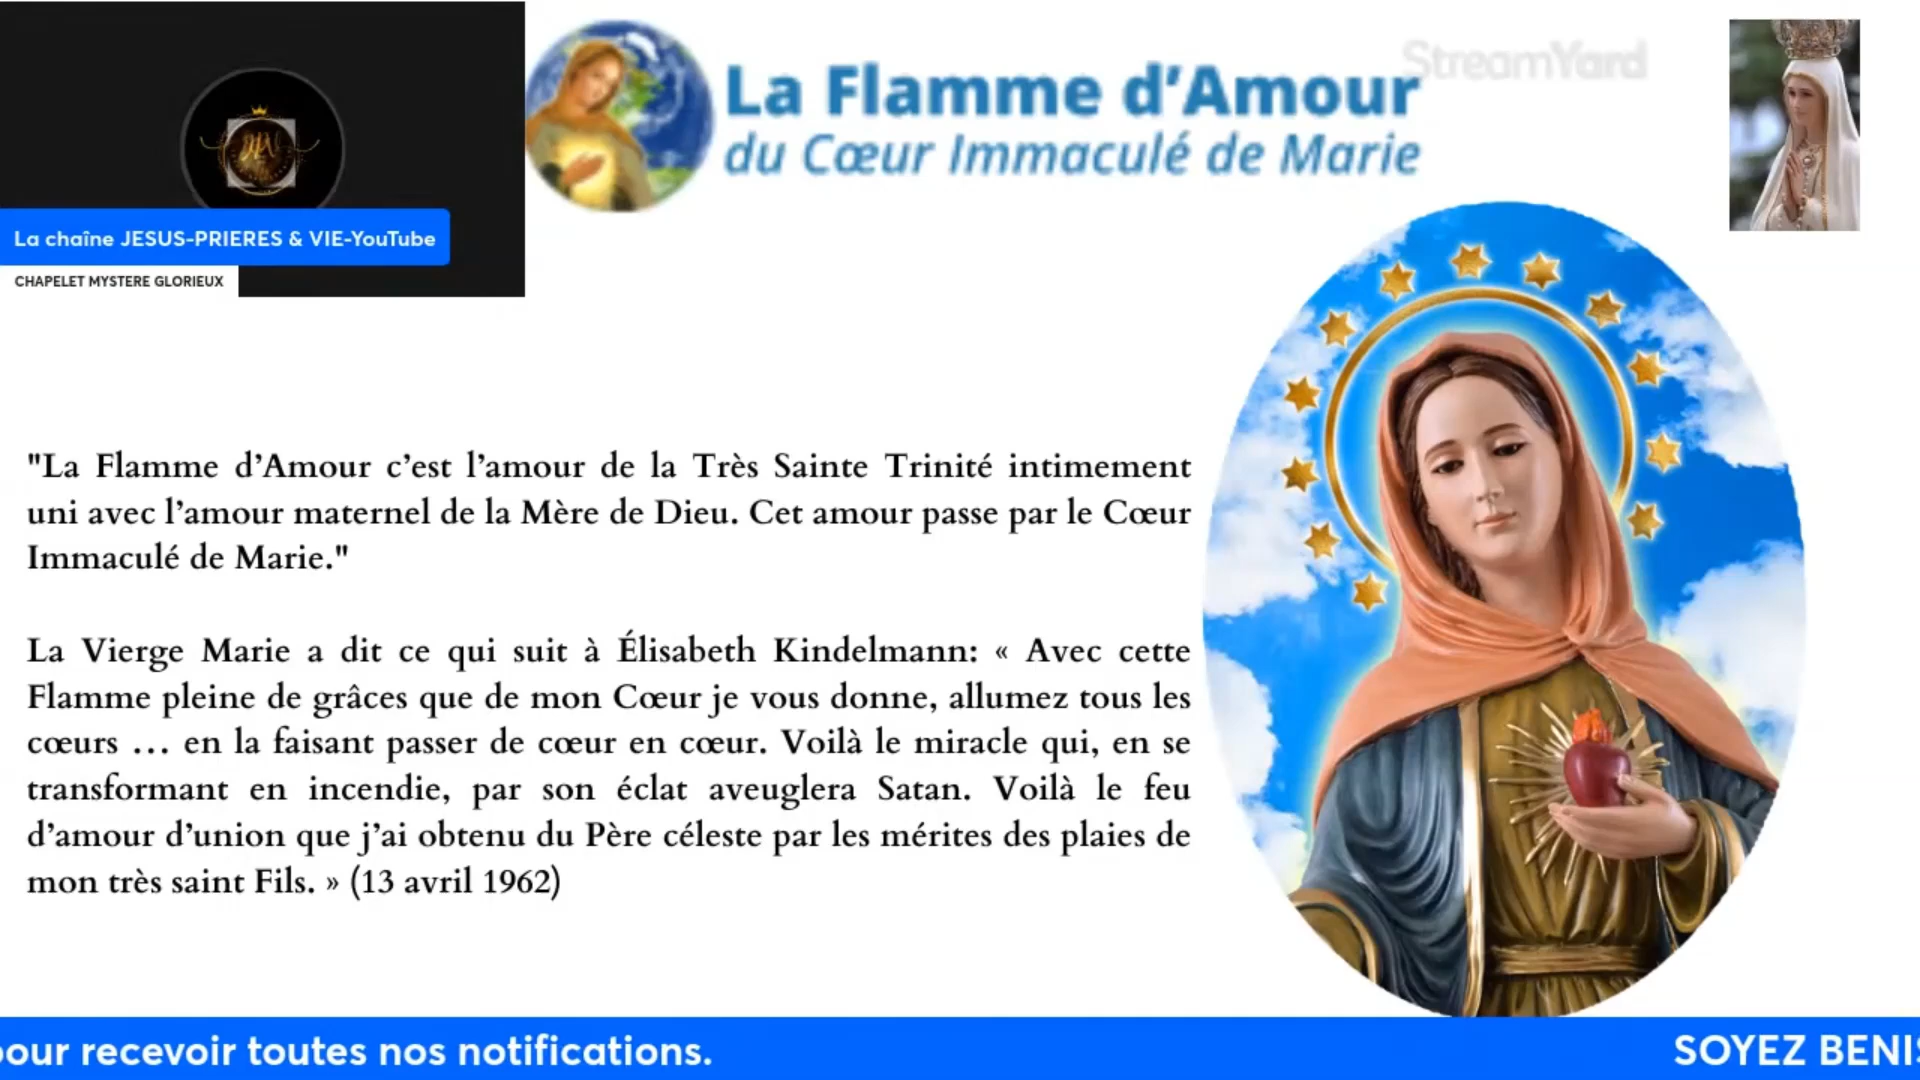 StreamYard
La Flamme d’Amour
du Cœur Immaculé de Marie
La chaîne JESUS-PRIERES & VIE-YouTube
CHAPELET MYSTERE GLORIEUX
"La Flamme d’Amour c’est l’amour de la Très Sainte Trinité intimement
uni avec l’amour maternel de la Mère de Dieu. Cet amour passe par le Cœur
Immaculé de Marie."
La Vierge Marie a dit ce qui suit à Élisabeth Kindelmann: « Avec cette
Flamme pleine de grâces que de mon Cœur je vous donne, allumez tous les
cœurs … en la faisant passer de cœur en cœur. Voilà le miracle qui, en se
transformant en incendie, par son éclat aveuglera Satan. Voilà le feu
d’amour d’union que j’ai obtenu du Père céleste par les mérites des plaies de
mon très saint Fils. » (13 avril 1962)
pour recevoir toutes nos notifications. SOYEZ BENIS